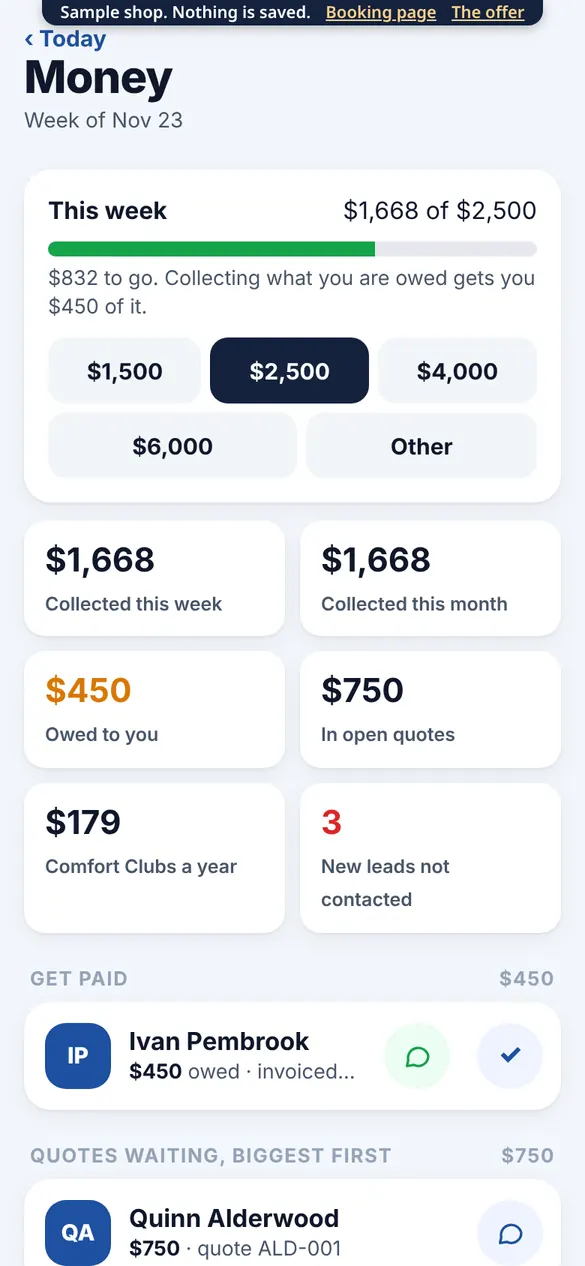 Sample shop. Nothing is saved. Booking page The offer
‹ Today
Money
Week of Nov 23
This week $1,668 of $2,500
$832 to go. Collecting what you are owed gets you
$450 of it.
$1,500 $2,500 $4,000
$6,000 Other
$1,668 $1,668
Collected this week Collected this month
$450 $750
Owed to you In open quotes
$179 3
Comfort Clubs a year New leads not
contacted
GET PAID $450
IP Ivan Pembrook
$450 owed · invoiced...
QUOTES WAITING, BIGGEST FIRST $750
QA Quinn Alderwood
$750 · quote ALD-001